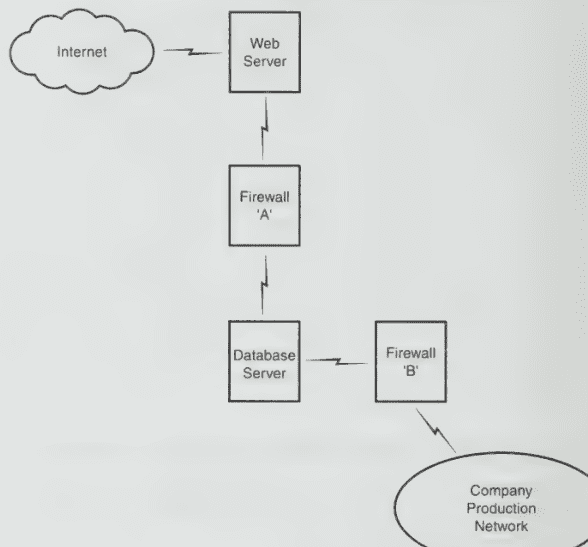 Internet
Web
Server
Firewall
'A'
Database
Server
Firewall
'B'
Company
Production
Network